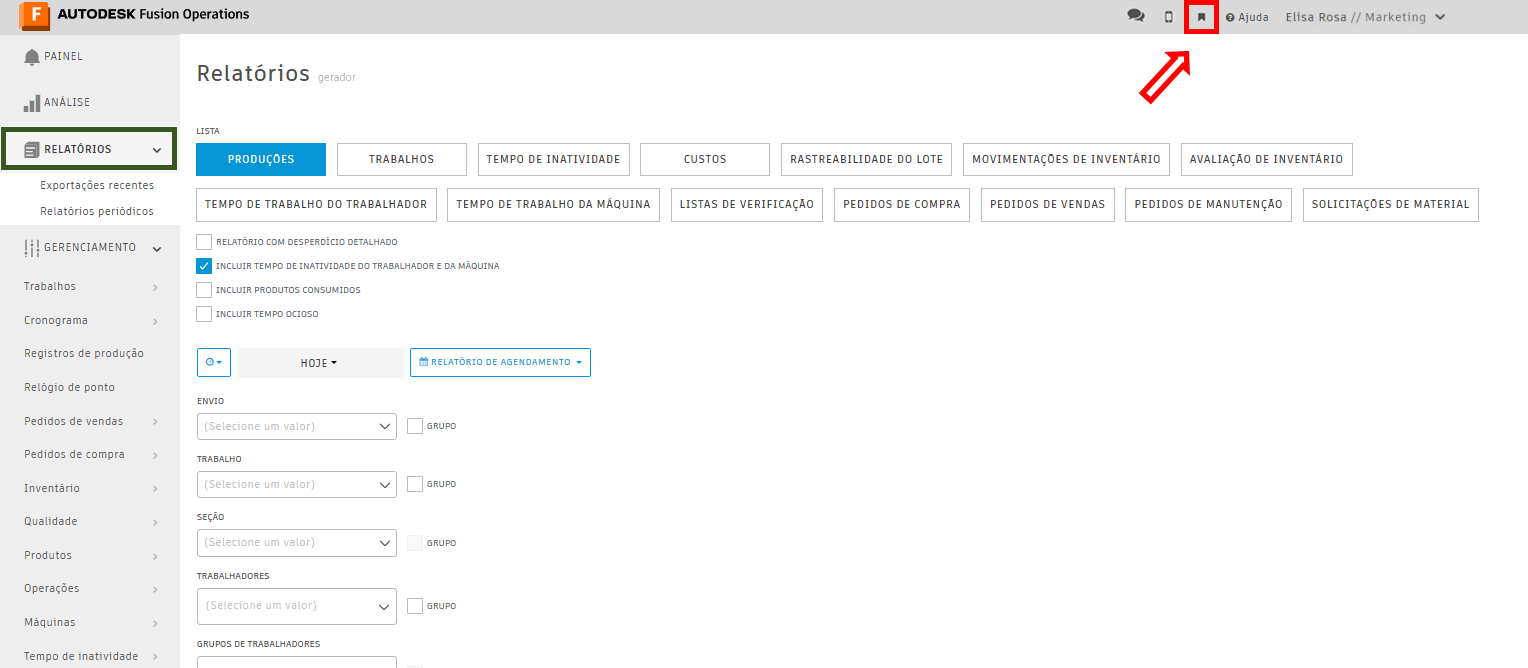 F AUTODESK Fusion Operations
Ajuda
Elisa Rosa // Marketing
PAINEL
ANÁLISE
RELATÓRIOS
Exportações recentes
Relatórios periódicos
GERENCIAMENTO
Trabalhos
Cronograma
Registros de produção
Relógio de ponto
Pedidos de vendas
Pedidos de compra
Inventário
Qualidade
Produtos
Operações
Máquinas
Tempo de inatividade
Relatórios gerador
LISTA
PRODUÇÕES
TRABALHOS
TEMPO DE INATIVIDADE
CUSTOS
RASTREABILIDADE DO LOTE
MOVIMENTAÇÕES DE INVENTÁRIO
AVALIAÇÃO DE INVENTÁRIO
TEMPO DE TRABALHO DO TRABALHADOR
TEMPO DE TRABALHO DA MÁQUINA
LISTAS DE VERIFICAÇÃO
PEDIDOS DE COMPRA
PEDIDOS DE VENDAS
PEDIDOS DE MANUTENÇÃO
SOLICITAÇÕES DE MATERIAL
RELATÓRIO COM DESPERDÍCIO DETALHADO
INCLUIR TEMPO DE INATIVIDADE DO TRABALHADOR E DA MÁQUINA
INCLUIR PRODUTOS CONSUMIDOS
INCLUIR TEMPO OCIOSO
HOJE
RELATÓRIO DE AGENDAMENTO
ENVIO
(Selecione um valor)
GRUPO
TRABALHO
(Selecione um valor)
GRUPO
SEÇÃO
(Selecione um valor)
GRUPO
TRABALHADORES
(Selecione um valor)
GRUPO
GRUPOS DE TRABALHADORES